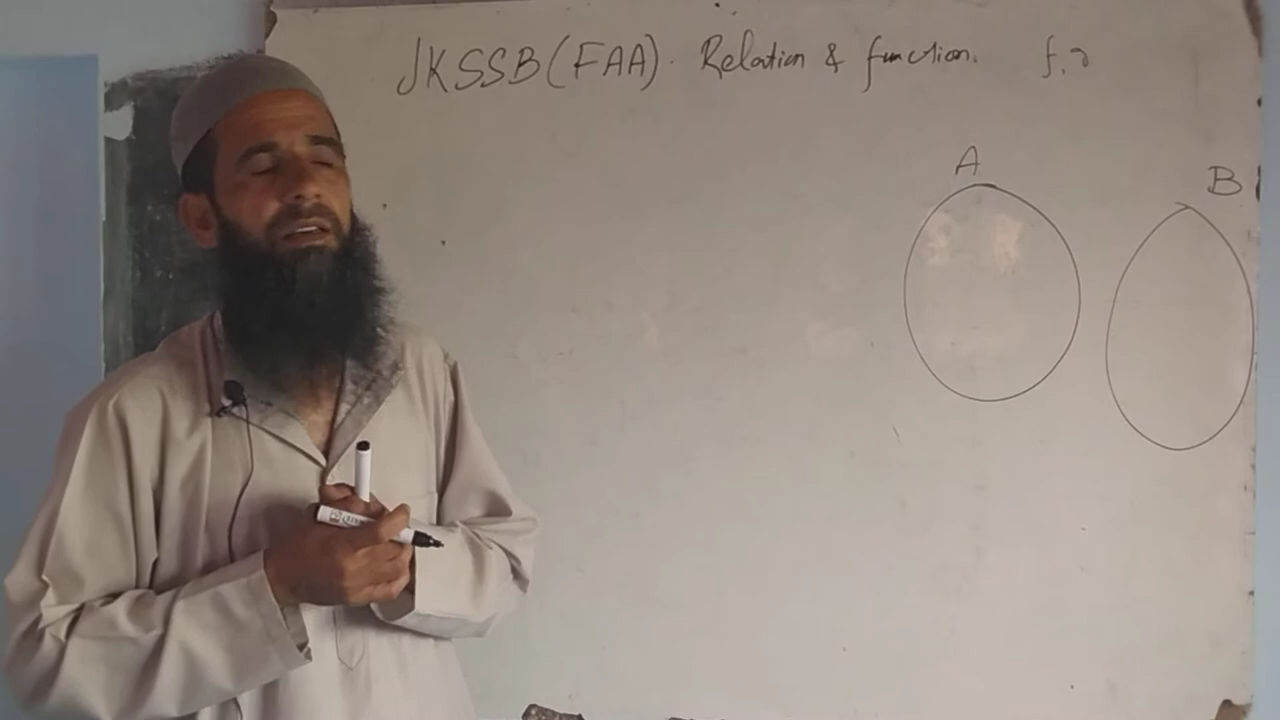 JKSSB (FAA). Relation & function. f, r
A
B